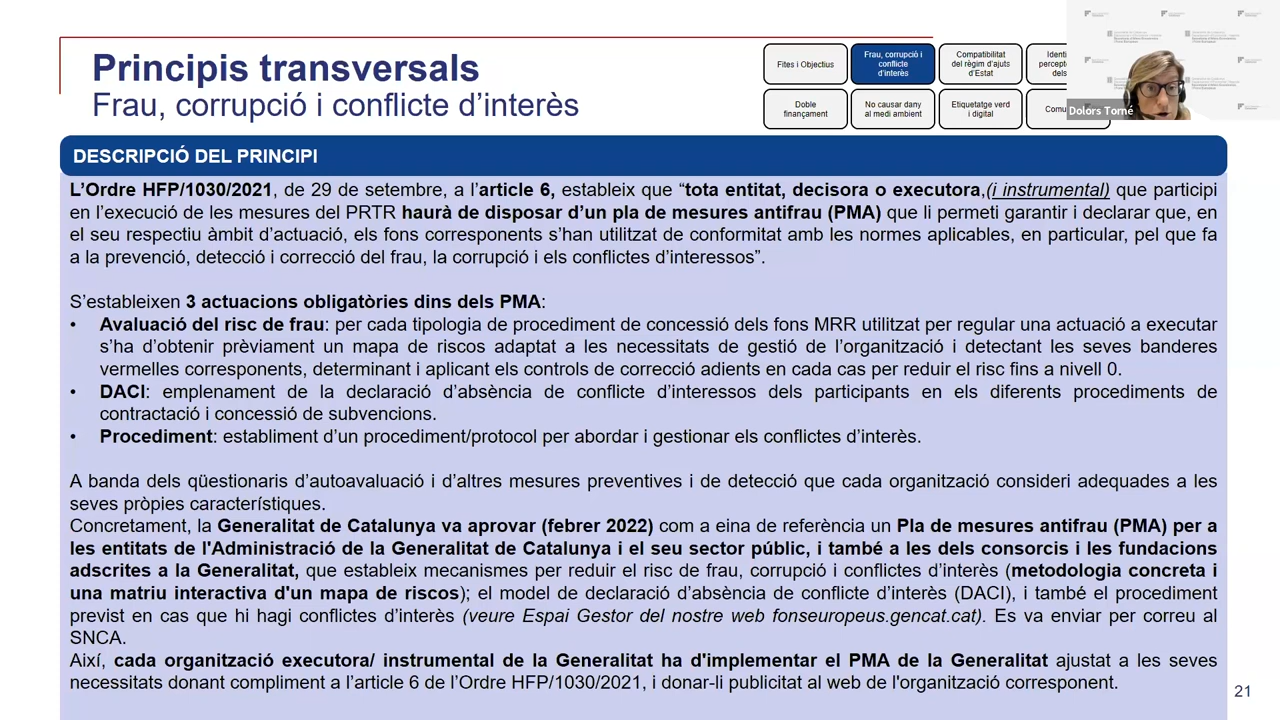 Principis transversals
Frau, corrupció i conflicte d’interès
Fites i Objectius
Frau, corrupció i
conflicte
d’interès
Compatibilitat
del règim d’ajuts
d’Estat
Doble
finançament
No causar dany
al medi ambient
Etiquetatge verd
i digital
Dolors Torné
DESCRIPCIÓ DEL PRINCIPI
L’Ordre HFP/1030/2021, de 29 de setembre, a l’article 6, estableix que “tota entitat, decisora o executora,(i instrumental) que participi
en l’execució de les mesures del PRTR haurà de disposar d’un pla de mesures antifrau (PMA) que li permeti garantir i declarar que, en
el seu respectiu àmbit d’actuació, els fons corresponents s’han utilitzat de conformitat amb les normes aplicables, en particular, pel que fa
a la prevenció, detecció i correcció del frau, la corrupció i els conflictes d’interessos”.
S’estableixen 3 actuacions obligatòries dins dels PMA:
• Avaluació del risc de frau: per cada tipologia de procediment de concessió dels fons MRR utilitzat per regular una actuació a executar
s’ha d’obtenir prèviament un mapa de riscos adaptat a les necessitats de gestió de l’organització i detectant les seves banderes
vermelles corresponents, determinant i aplicant els controls de correcció adients en cada cas per reduir el risc fins a nivell 0.
• DACI: emplenament de la declaració d’absència de conflicte d’interessos dels participants en els diferents procediments de
contractació i concessió de subvencions.
• Procediment: establiment d’un procediment/protocol per abordar i gestionar els conflictes d’interès.
A banda dels qüestionaris d’autoavaluació i d’altres mesures preventives i de detecció que cada organització consideri adequades a les
seves pròpies característiques.
Concretament, la Generalitat de Catalunya va aprovar (febrer 2022) com a eina de referència un Pla de mesures antifrau (PMA) per a
les entitats de l'Administració de la Generalitat de Catalunya i el seu sector públic, i també a les dels consorcis i les fundacions
adscrites a la Generalitat, que estableix mecanismes per reduir el risc de frau, corrupció i conflictes d’interès (metodologia concreta i
una matriu interactiva d'un mapa de riscos); el model de declaració d’absència de conflicte d’interès (DACI), i també el procediment
previst en cas que hi hagi conflictes d’interès (veure Espai Gestor del nostre web fonseuropeus.gencat.cat). Es va enviar per correu al
SNCA.
Així, cada organització executora/ instrumental de la Generalitat ha d'implementar el PMA de la Generalitat ajustat a les seves
necessitats donant compliment a l’article 6 de l’Ordre HFP/1030/2021, i donar-li publicitat al web de l'organització corresponent.
21